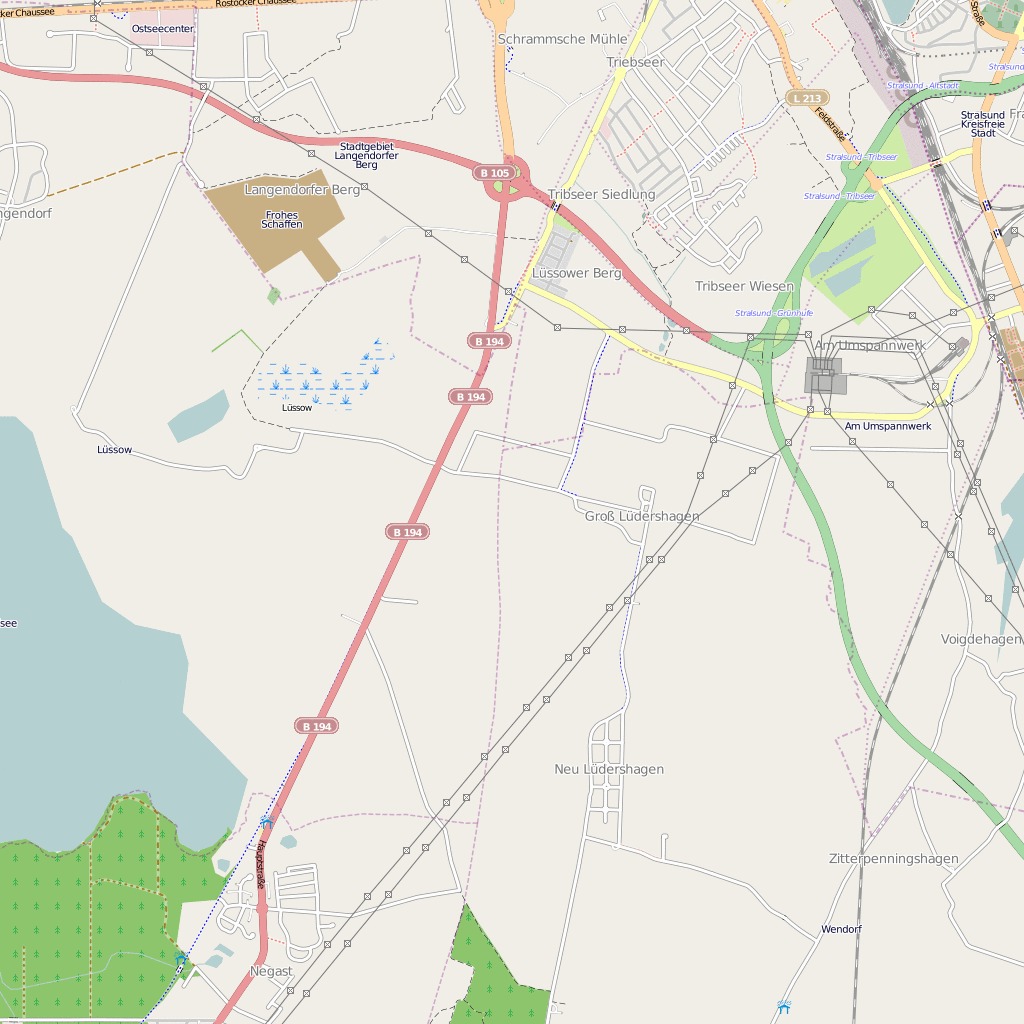 Rostocker Chaussee
Ostseecenter
Schrammsche Mühle
Triebseer
Stralsund - Altstadt
L 213
Feldstraße
Stralsund
Kreisfreie
Stadt
Stadtgebiet
Langendorfer
Berg
Stralsund - Tribseer
B 105
Langendorfer Berg
Tribseer Siedlung
Stralsund - Tribseer
ngendorf
Frohes
Schaffen
Lüssower Berg
Tribseer Wiesen
Stralsund - Grünhufe
B 194
Am Umspannwerk
B 194
Lüssow
Am Umspannwerk
Lüssow
Groß Lüdershagen
B 194
see
Voigdehagen
B 194
Neu Lüdershagen
Hauptstraße
Zitterpenningshagen
Wendorf
Negast